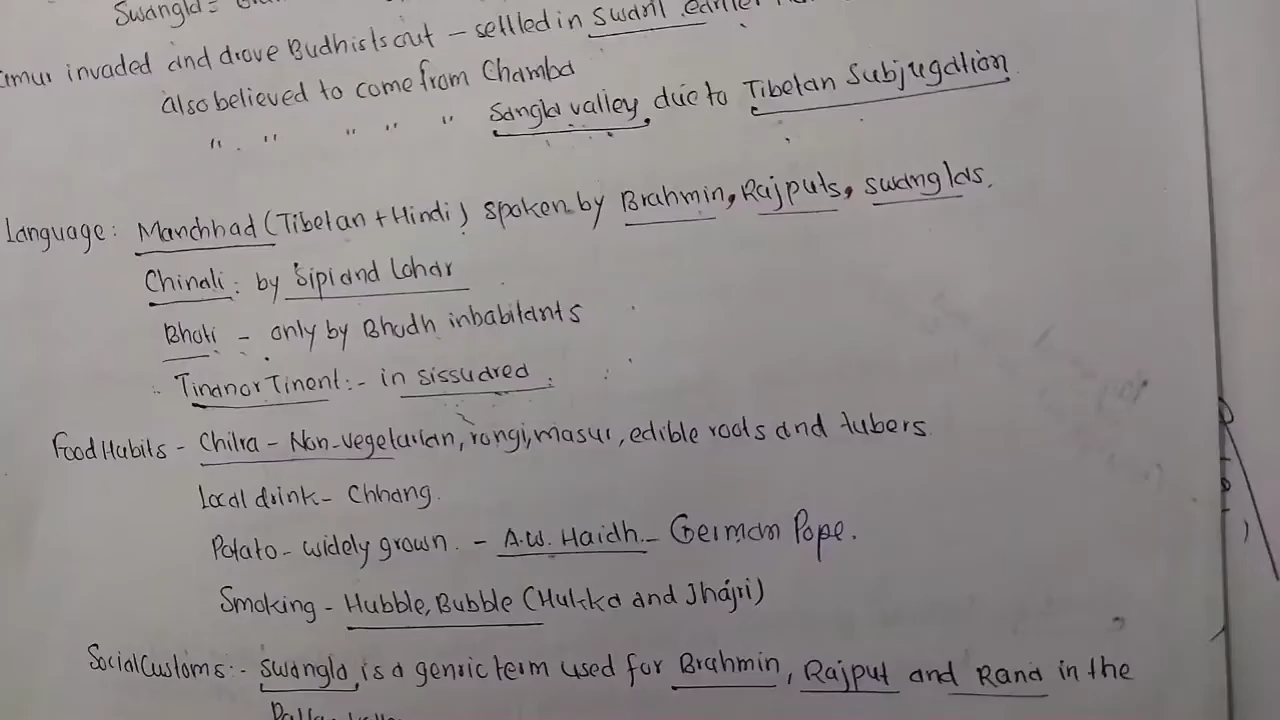 Swangla =
invaded and drove Budhists out - settled in Swanl earlier
also believed to come from Chamba
" " " " " Sangla valley, due to Tibetan Subjugation
Language: Manchhad (Tibetan + Hindi) spoken by Brahmin, Rajputs, swanglas.
Chinali: by Sipi and Lohar
Bhoti - only by Bhodh inhabitants
Tinan or Tinont:- in sissudred.
Food Habits - Chilra - Non-vegetarian, rongi, masur, edible roots and tubers.
Local drink - Chhang.
Potato - widely grown. - A.W. Haidh. - German Pope.
Smoking - Hubble, Bubble (Hukka and Jhajri)
Social Customs:- Swangla, is a genric term used for Brahmin, Rajput and Rana in the